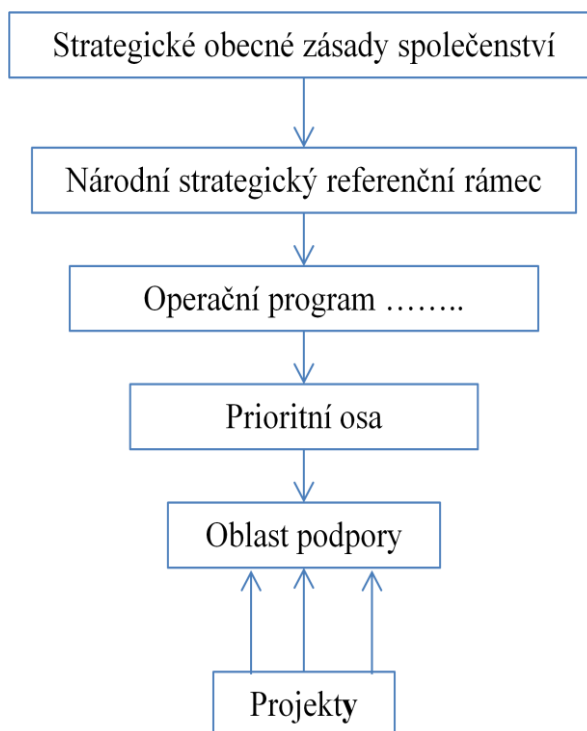 Strategické obecné zásady společenství
Národní strategický referenční rámec
Operační program ……..
Prioritní osa
Oblast podpory
Projekty